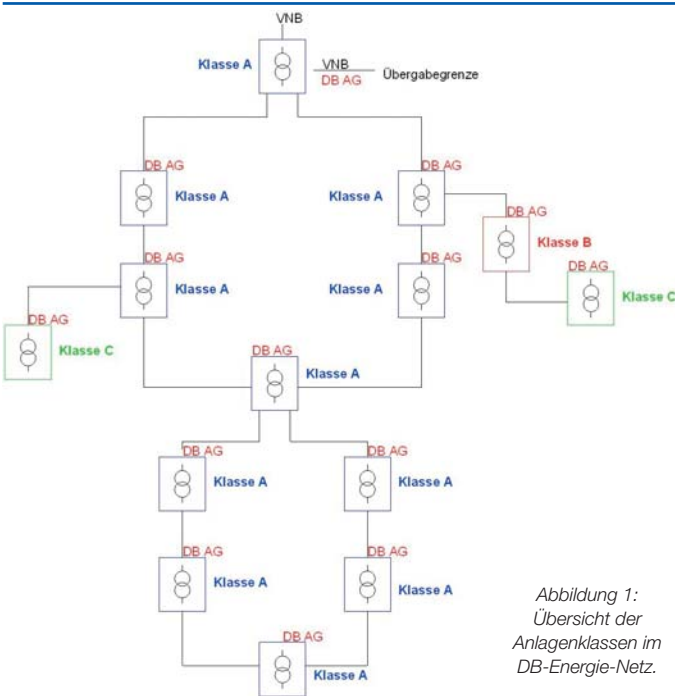 VNB
Klasse A
VNB
DB AG
Übergabegrenze
DB AG
Klasse A
DB AG
Klasse A
DB AG
Klasse B
DB AG
Klasse A
DB AG
Klasse A
DB AG
Klasse C
DB AG
Klasse C
DB AG
Klasse A
DB AG
Klasse A
DB AG
Klasse A
DB AG
Klasse A
DB AG
Klasse A
DB AG
Klasse A
Abbildung 1:
Übersicht der
Anlagenklassen im
DB-Energie-Netz.